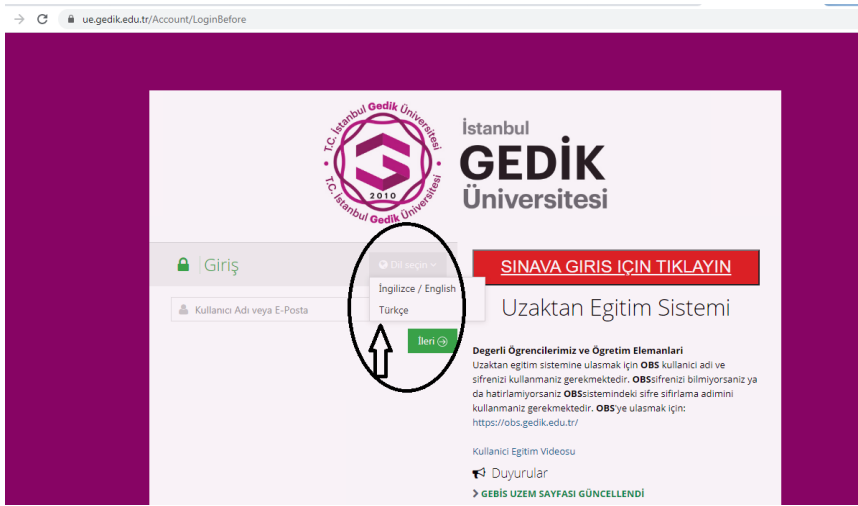 ue.gedik.edu.tr/Account/LoginBefore
T.C. İstanbul Gedik Üniversitesi
T.C. İstanbul Gedik Üniversitesi
2010
İstanbul
GEDİK
Üniversitesi
Giriş
Dil seçin
İngilizce / English
Türkçe
Kullanıcı Adı veya E-Posta
İleri
SINAVA GIRIS IÇIN TIKLAYIN
Uzaktan Egitim Sistemi
Degerli Ögrencilerimiz ve Ögretim Elemanlari
Uzaktan egitim sistemine ulasmak için OBS kullanici adi ve
sifrenizi kullanmaniz gerekmektedir. OBSsifrenizi bilmiyorsaniz ya
da hatirlamiyorsaniz OBSsistemindeki sifre sifirlama adimini
kullanmaniz gerekmektedir. OBS'ye ulasmak için:
https://obs.gedik.edu.tr/
Kullanici Egitim Videosu
Duyurular
GEBİS UZEM SAYFASI GÜNCELLENDİ